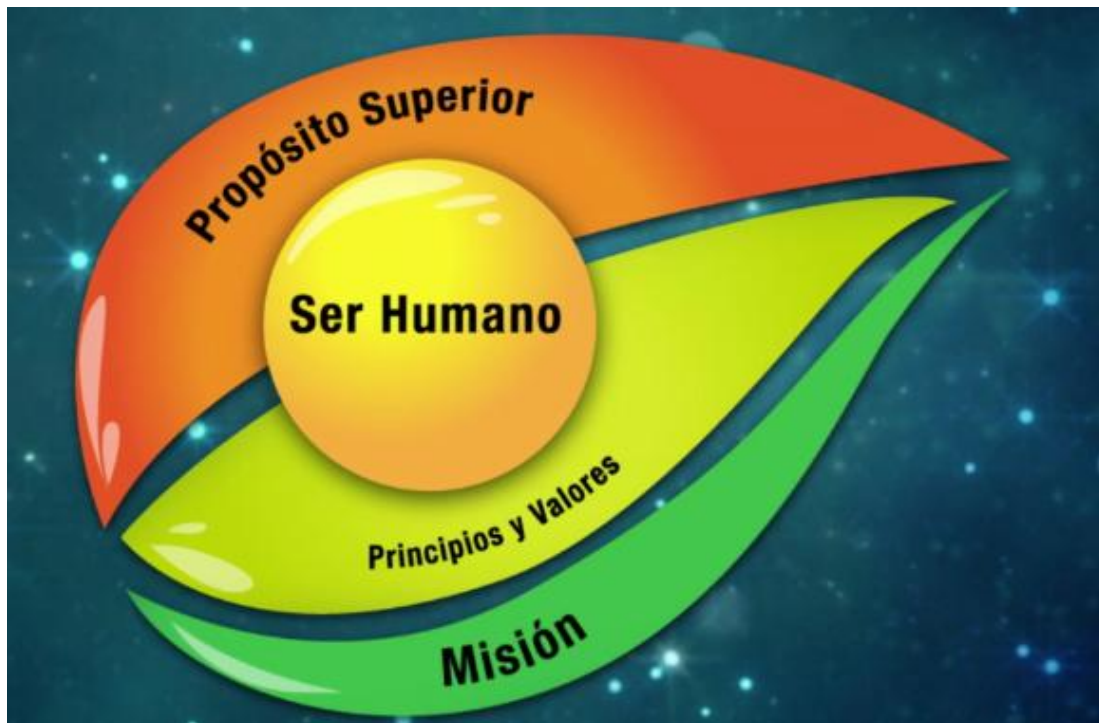 Propósito Superior
Ser Humano
Principios y Valores
Misión